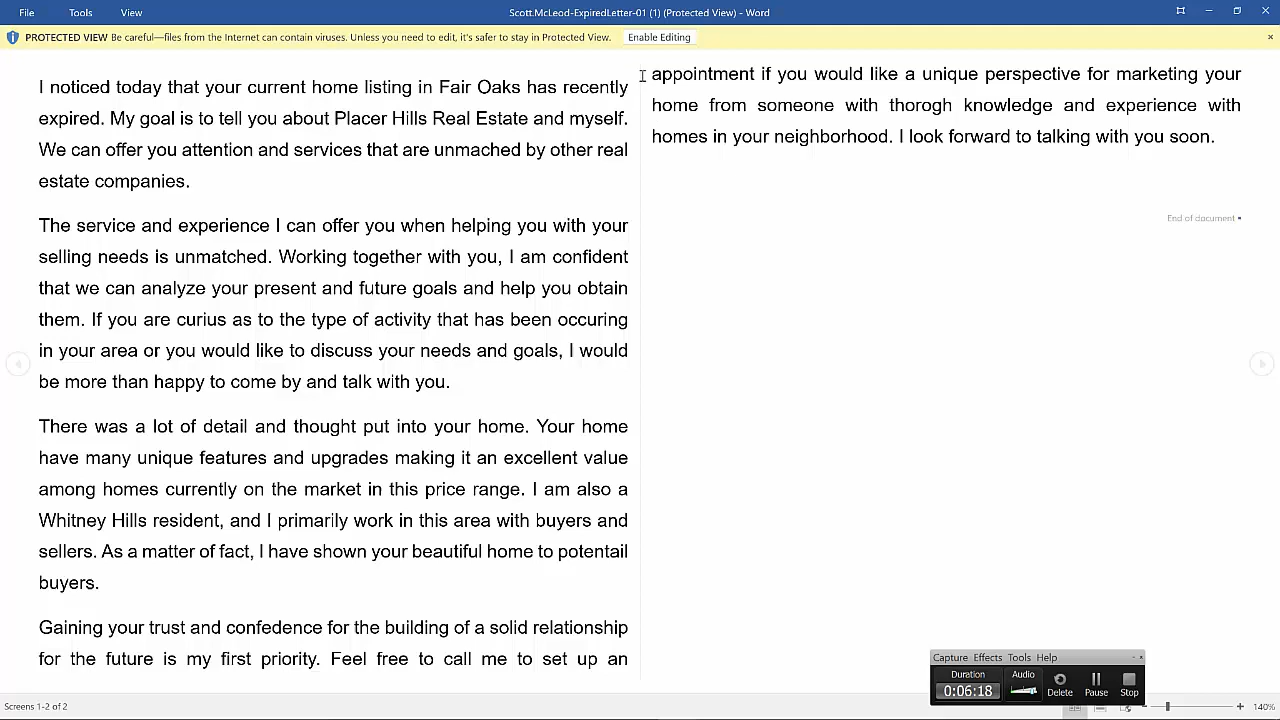 File Tools View Scott.McLeod-ExpiredLetter-01 (1) (Protected View) - Word
PROTECTED VIEW Be careful—files from the Internet can contain viruses. Unless you need to edit, it's safer to stay in Protected View. Enable Editing
I noticed today that your current home listing in Fair Oaks has recently
expired. My goal is to tell you about Placer Hills Real Estate and myself.
We can offer you attention and services that are unmached by other real
estate companies.
The service and experience I can offer you when helping you with your
selling needs is unmatched. Working together with you, I am confident
that we can analyze your present and future goals and help you obtain
them. If you are curius as to the type of activity that has been occuring
in your area or you would like to discuss your needs and goals, I would
be more than happy to come by and talk with you.
There was a lot of detail and thought put into your home. Your home
have many unique features and upgrades making it an excellent value
among homes currently on the market in this price range. I am also a
Whitney Hills resident, and I primarily work in this area with buyers and
sellers. As a matter of fact, I have shown your beautiful home to potentail
buyers.
Gaining your trust and confedence for the building of a solid relationship
for the future is my first priority. Feel free to call me to set up an
appointment if you would like a unique perspective for marketing your
home from someone with thorogh knowledge and experience with
homes in your neighborhood. I look forward to talking with you soon.
End of document
Capture Effects Tools Help
Duration Audio
0:06:18
Delete Pause Stop
Screens 1-2 of 2
140%